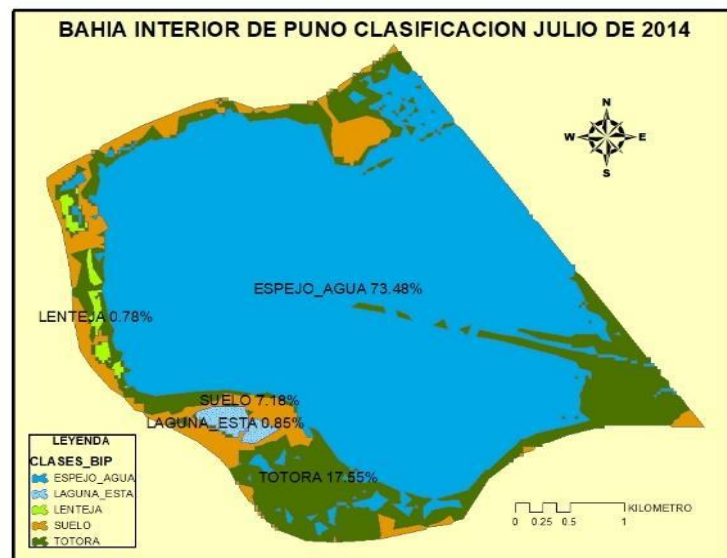 BAHIA INTERIOR DE PUNO CLASIFICACION JULIO DE 2014
N
W E
S
ESPEJO_AGUA 73.48%
LENTEJA 0.78%
SUELO 7.18%
LAGUNA_ESTA 0.85%
TOTORA 17.55%
LEYENDA
CLASES_BIP
ESPEJO_AGUA
LAGUNA_ESTA
LENTEJA
SUELO
TOTORA
KILOMETRO
0 0.25 0.5 1